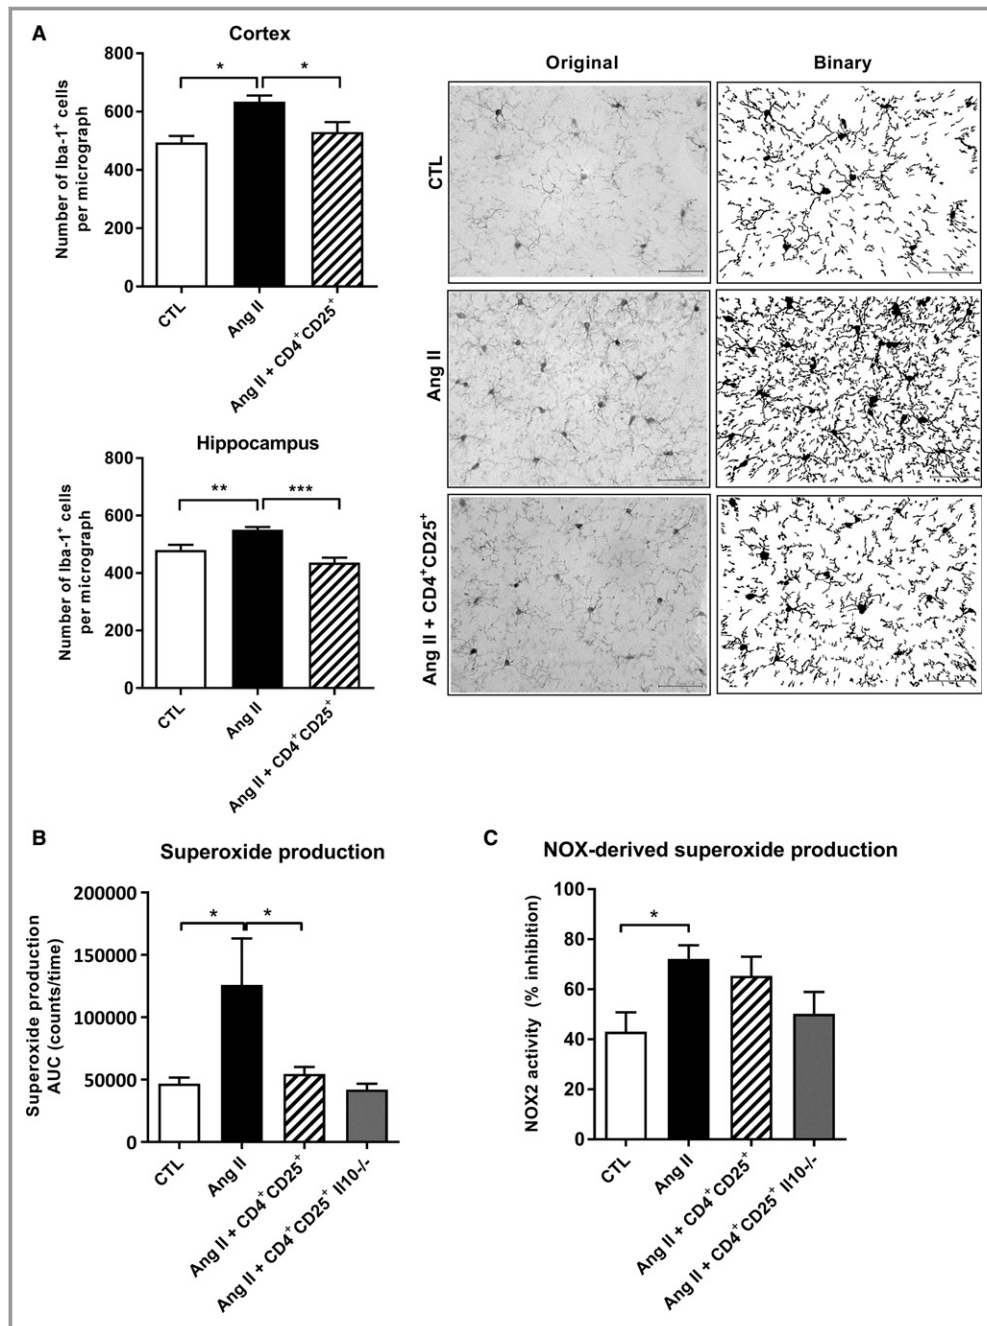 A
Cortex
800
600
400
200
0
Number of Iba-1⁺ cells
per micrograph
* *
CTL
Ang II
Ang II + CD4⁺CD25⁺
Original Binary
CTL
Ang II
Ang II + CD4⁺CD25⁺
Hippocampus
800
600
400
200
0
Number of Iba-1⁺ cells
per micrograph
** ***
CTL
Ang II
Ang II + CD4⁺CD25⁺
B
Superoxide production
200000
150000
100000
50000
0
Superoxide production
AUC (counts/time)
* *
CTL
Ang II
Ang II + CD4⁺CD25⁺
Ang II + CD4⁺CD25⁺ Il10-/-
C
NOX-derived superoxide production
100
80
60
40
20
0
NOX2 activity (% inhibition)
*
CTL
Ang II
Ang II + CD4⁺CD25⁺
Ang II + CD4⁺CD25⁺ Il10-/-